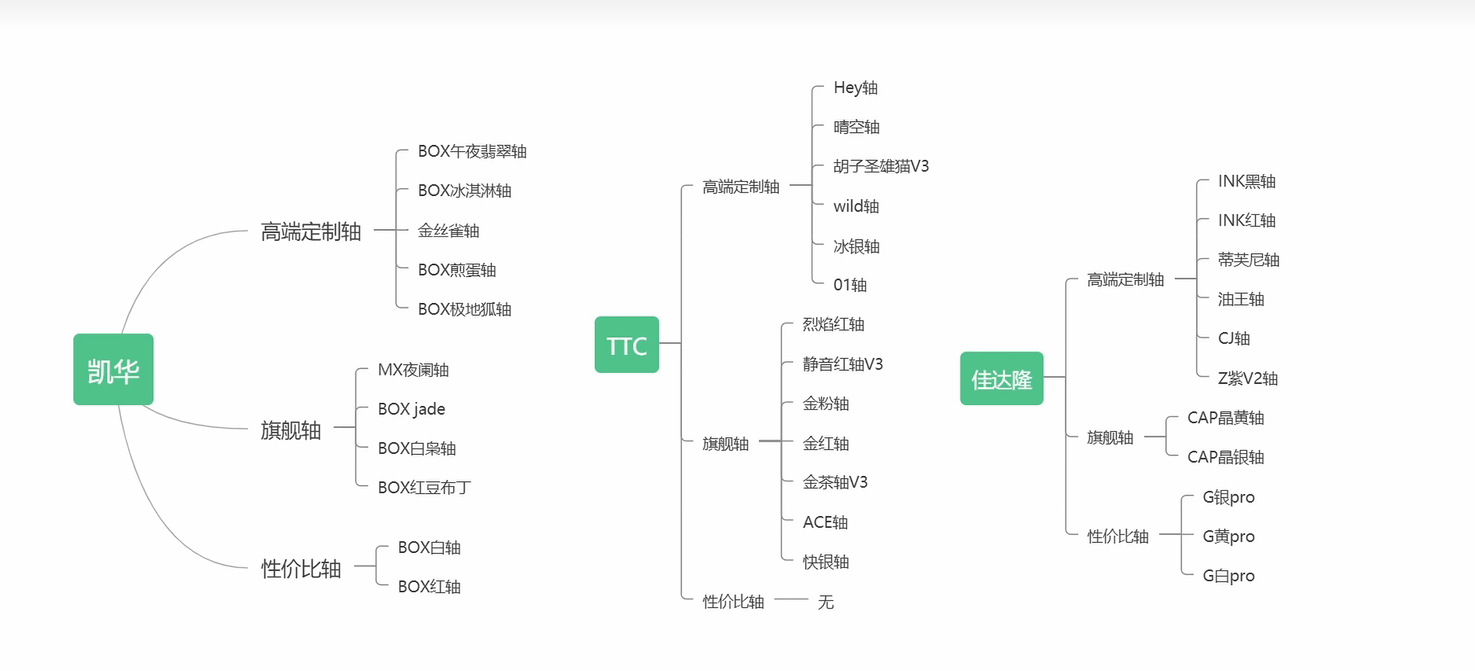 凯华
高端定制轴
BOX午夜翡翠轴
BOX冰淇淋轴
金丝雀轴
BOX煎蛋轴
BOX极地狐轴
旗舰轴
MX夜阑轴
BOX jade
BOX白枭轴
BOX红豆布丁
性价比轴
BOX白轴
BOX红轴
TTC
高端定制轴
Hey轴
晴空轴
胡子圣雄猫V3
wild轴
冰银轴
01轴
旗舰轴
烈焰红轴
静音红轴V3
金粉轴
金红轴
金茶轴V3
ACE轴
快银轴
性价比轴
无
佳达隆
高端定制轴
INK黑轴
INK红轴
蒂芙尼轴
油王轴
CJ轴
Z紫V2轴
旗舰轴
CAP晶黄轴
CAP晶银轴
性价比轴
G银pro
G黄pro
G白pro